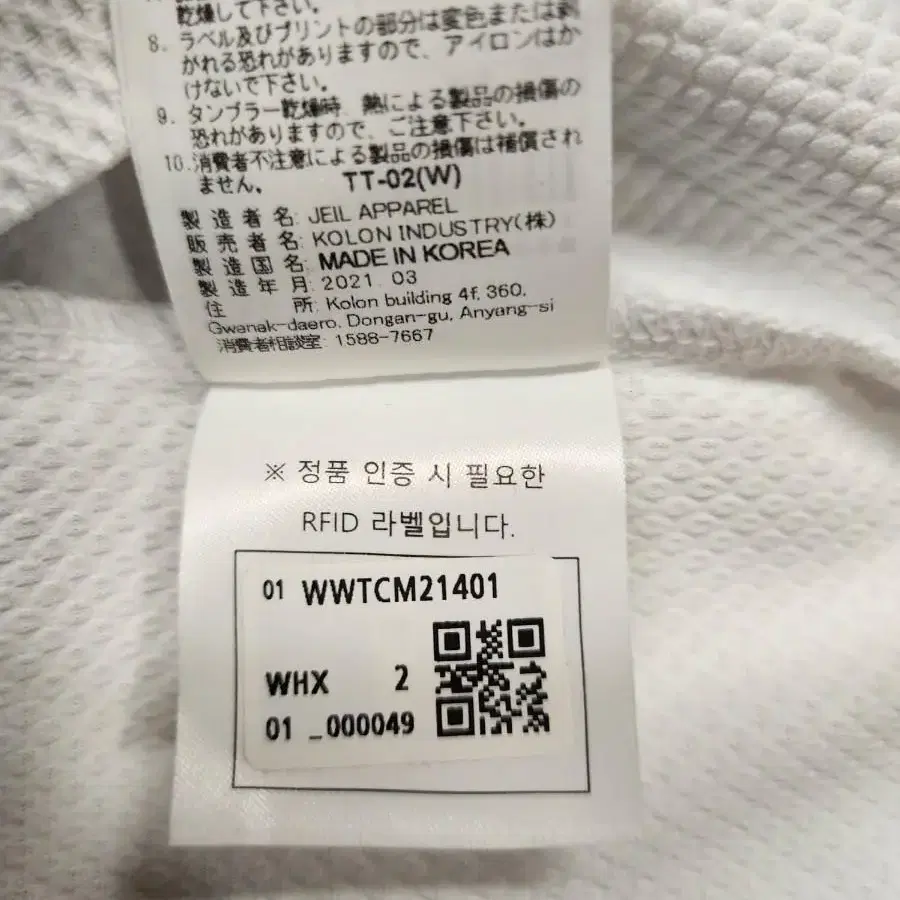 乾燥して下さい。
8. ラベル及びプリントの部分は変色または剥
がれる恐れがありますので、アイロンはか
けないで下さい。
9. タンブラー乾燥時、熱による製品の損傷の
恐れがありますので、ご注意下さい。
10. 消費者不注意による製品の損傷は補償され
ません。 TT-02(W)
製造者名: JEIL APPAREL
販売者名: KOLON INDUSTRY(株)
製造国名: MADE IN KOREA
製造年月: 2021. 03
住 所: Kolon building 4f, 360,
Gwanak-daero, Dongan-gu, Anyang-si
消費者相談室: 1588-7667
※ 정품 인증 시 필요한
RFID 라벨입니다.
01 WWTCM21401
WHX 2
01 _000049